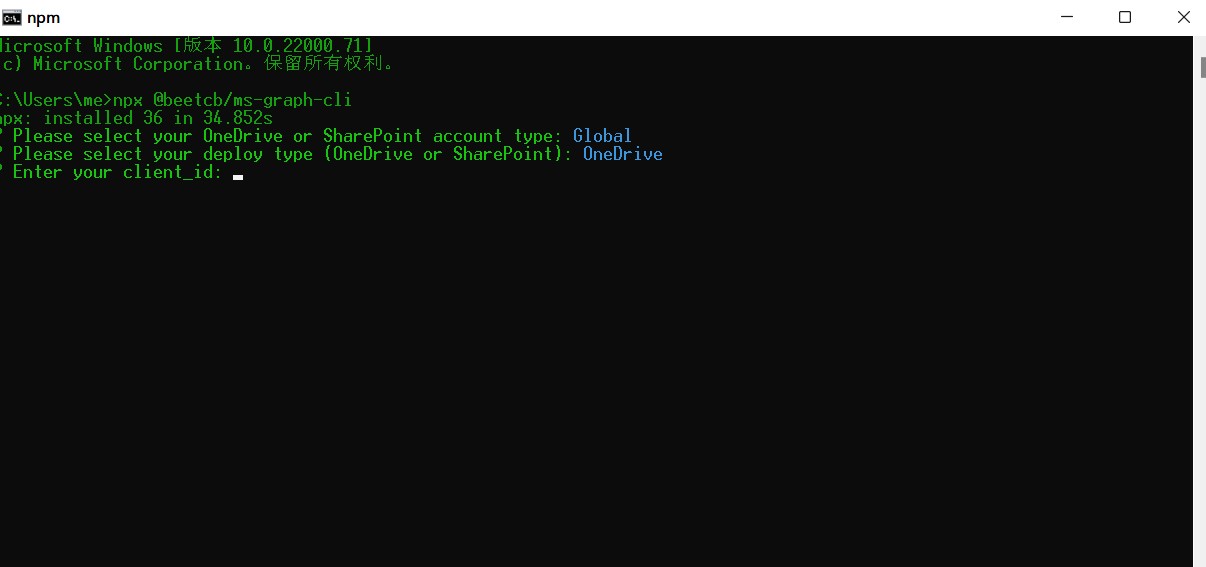 npm
icrosoft Windows [版本 10.0.22000.71]
c) Microsoft Corporation。保留所有权利。
:\Users\me>npx @beetcb/ms-graph-cli
npx: installed 36 in 34.852s
? Please select your OneDrive or SharePoint account type: Global
? Please select your deploy type (OneDrive or SharePoint): OneDrive
? Enter your client_id: